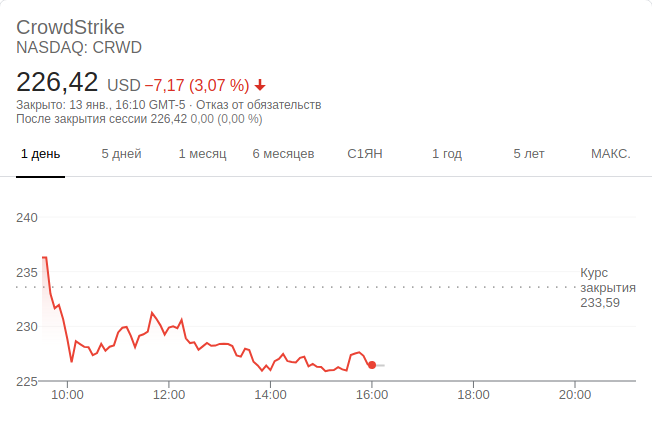 CrowdStrike
NASDAQ: CRWD
226,42 USD −7,17 (3,07 %)
Закрыто: 13 янв., 16:10 GMT-5 · Отказ от обязательств
После закрытия сессии 226,42 0,00 (0,00 %)
1 день 5 дней 1 месяц 6 месяцев С1ЯН 1 год 5 лет МАКС.
240
235
Курс
закрытия
233,59
230
225
10:00 12:00 14:00 16:00 18:00 20:00